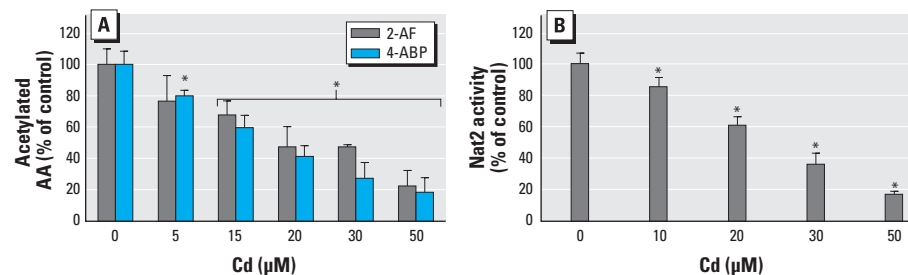 A
2-AF
4-ABP
Acetylated
AA (% of control)
120
100
80
60
40
20
0
*
*
0 5 15 20 30 50
Cd (µM)
B
Nat2 activity
(% of control)
120
100
80
60
40
20
0
*
*
*
*
0 10 20 30 50
Cd (µM)